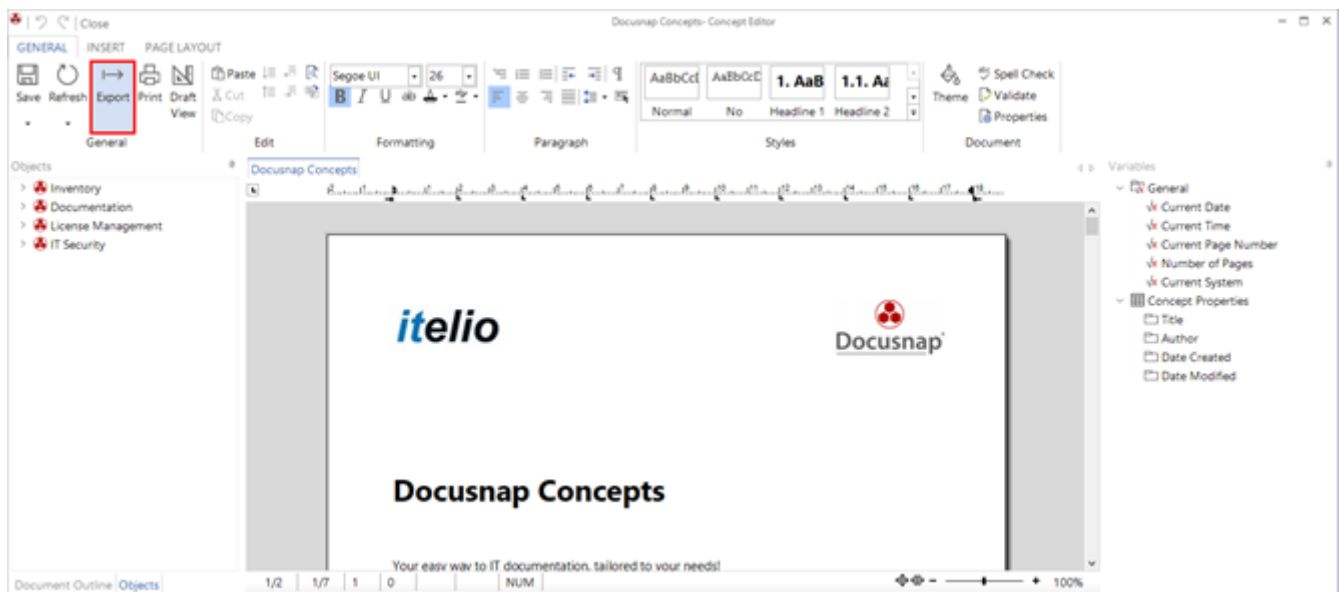 Close
Docusnap Concepts- Concept Editor
GENERAL INSERT PAGE LAYOUT
Save Refresh Export Print Draft View
Paste
Cut
Copy
Segoe UI 26
B I U ab A
AaBbCcI AaBbCcD 1. AaB 1.1. Aa
Normal No Headline 1 Headline 2
Theme
Spell Check
Validate
Properties
General Edit Formatting Paragraph Styles Document
Objects
Inventory
Documentation
License Management
IT Security
Docusnap Concepts
itelio
Docusnap
Docusnap Concepts
Your easy way to IT documentation, tailored to your needs!
Variables
General
Current Date
Current Time
Current Page Number
Number of Pages
Current System
Concept Properties
Title
Author
Date Created
Date Modified
Document Outline Objects
1/2 1/7 1 0 NUM
100%